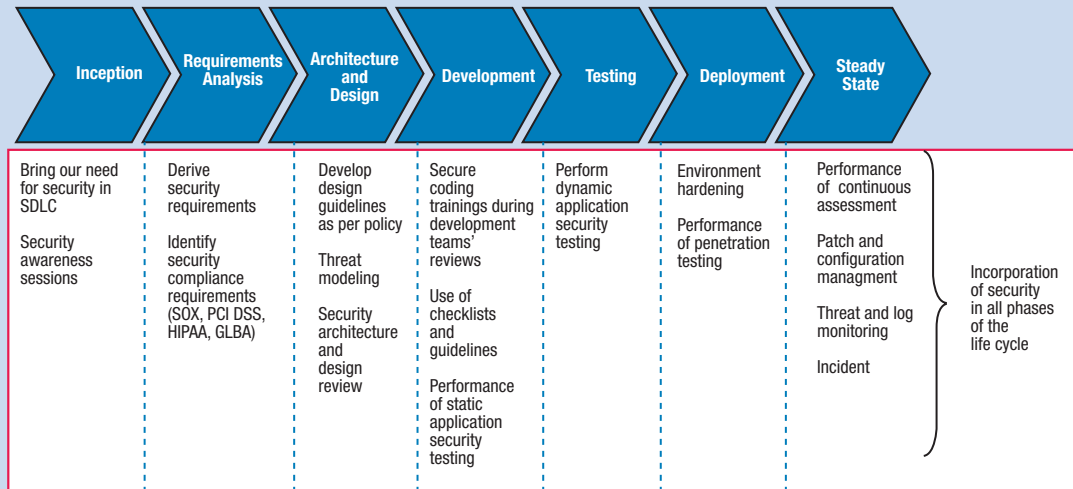 Inception
Requirements
Analysis
Architecture
and
Design
Development
Testing
Deployment
Steady
State
Bring our need
for security in
SDLC
Security
awareness
sessions
Derive
security
requirements
Identify
security
compliance
requirements
(SOX, PCI DSS,
HIPAA, GLBA)
Develop
design
guidelines
as per policy
Threat
modeling
Security
architecture
and
design
review
Secure
coding
trainings during
development
teams’
reviews
Use of
checklists
and
guidelines
Performance
of static
application
security
testing
Perform
dynamic
application
security
testing
Environment
hardening
Performance
of penetration
testing
Performance
of continuous
assessment
Patch and
configuration
managment
Threat and log
monitoring
Incident
Incorporation
of security
in all phases
of the
life cycle